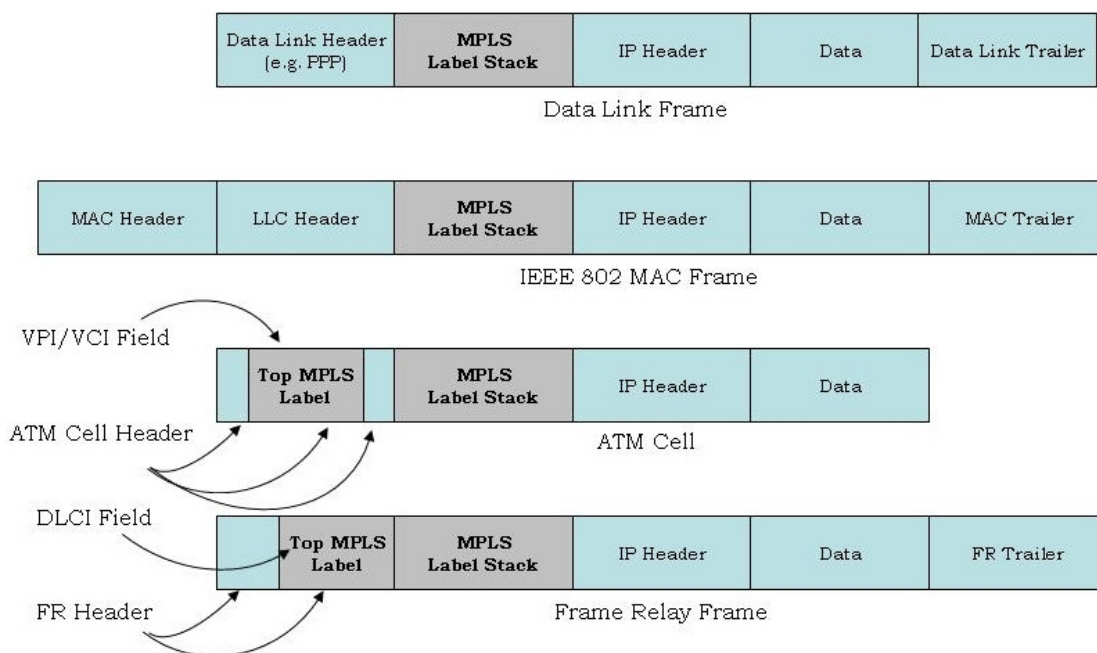 Data Link Header
(e.g. PPP)
MPLS
Label Stack
IP Header
Data
Data Link Trailer
Data Link Frame
MAC Header
LLC Header
MPLS
Label Stack
IP Header
Data
MAC Trailer
IEEE 802 MAC Frame
VPI/VCI Field
Top MPLS
Label
MPLS
Label Stack
IP Header
Data
ATM Cell Header
ATM Cell
DLCI Field
Top MPLS
Label
MPLS
Label Stack
IP Header
Data
FR Trailer
FR Header
Frame Relay Frame